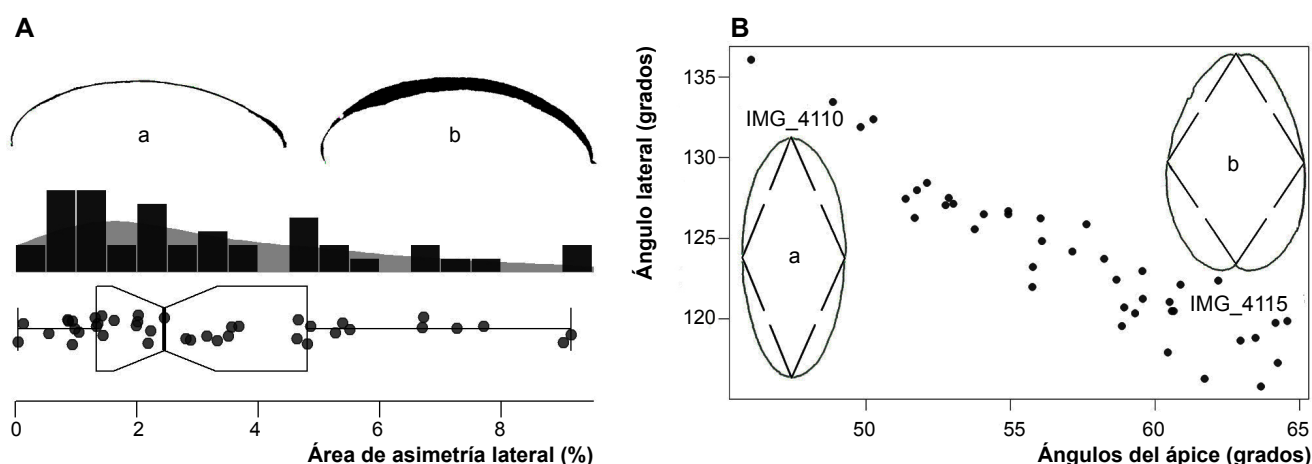 A
a
b
0 2 4 6 8
Área de asimetría lateral (%)
B
Ángulo lateral (grados)
135
130
125
120
IMG_4110
a
b
IMG_4115
50 55 60 65
Ángulos del ápice (grados)